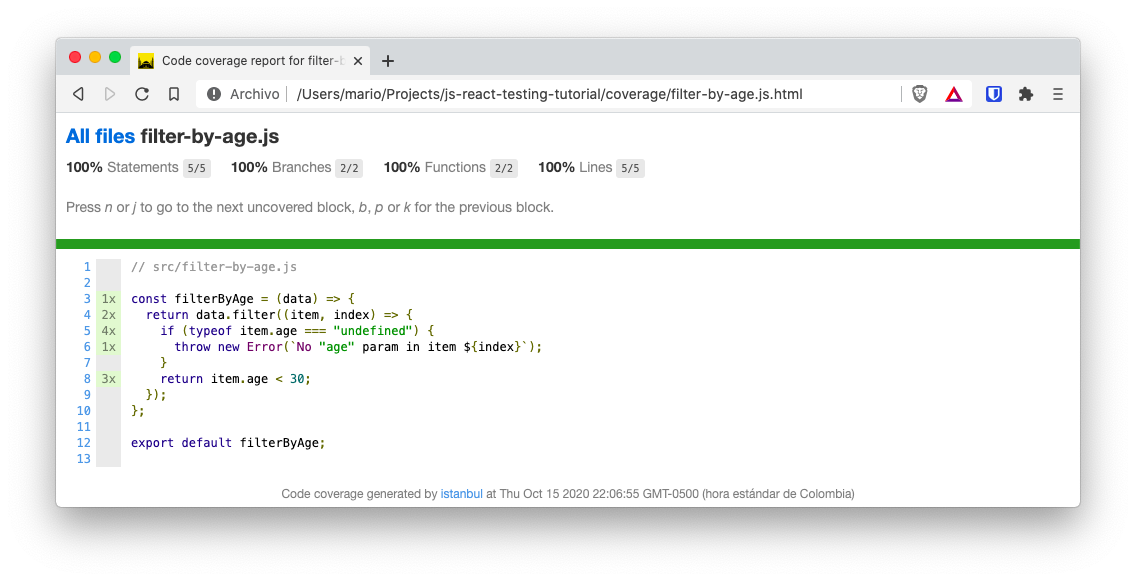 Code coverage report for filter-b
Archivo /Users/mario/Projects/js-react-testing-tutorial/coverage/filter-by-age.js.html
All files filter-by-age.js
100% Statements 5/5 100% Branches 2/2 100% Functions 2/2 100% Lines 5/5
Press n or j to go to the next uncovered block, b, p or k for the previous block.
1 // src/filter-by-age.js
2
3 1x const filterByAge = (data) => {
4 2x return data.filter((item, index) => {
5 4x if (typeof item.age === "undefined") {
6 1x throw new Error(`No "age" param in item ${index}`);
7 }
8 3x return item.age < 30;
9 });
10 };
11
12 export default filterByAge;
13
Code coverage generated by istanbul at Thu Oct 15 2020 22:06:55 GMT-0500 (hora estándar de Colombia)